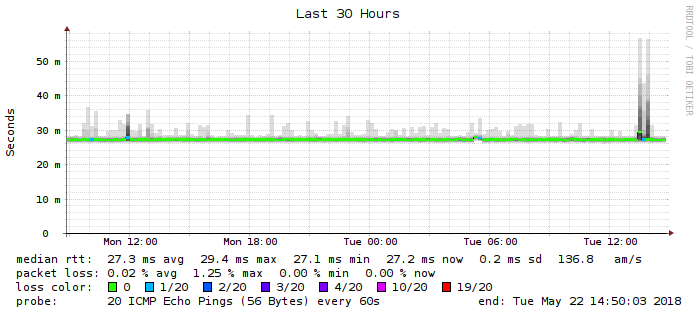 Last 30 Hours
RRDTOOL / TOBI OETIKER
Seconds
50 m
40 m
30 m
20 m
10 m
0
Mon 12:00 Mon 18:00 Tue 00:00 Tue 06:00 Tue 12:00
median rtt: 27.3 ms avg 29.4 ms max 27.1 ms min 27.2 ms now 0.2 ms sd 136.8 am/s
packet loss: 0.02 % avg 1.25 % max 0.00 % min 0.00 % now
loss color: 0 1/20 2/20 3/20 4/20 10/20 19/20
probe: 20 ICMP Echo Pings (56 Bytes) every 60s end: Tue May 22 14:50:03 2018